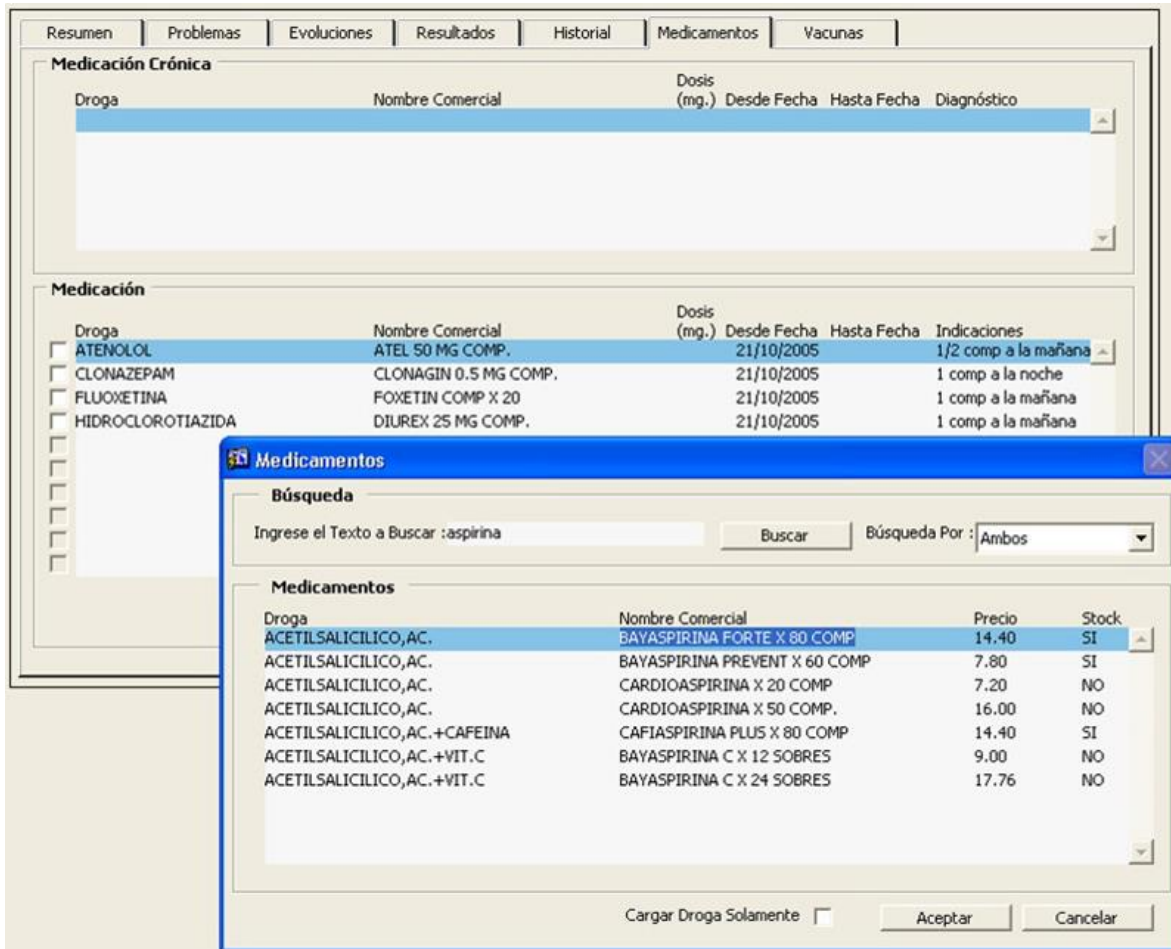 Resumen Problemas Evoluciones Resultados Historial Medicamentos Vacunas
Medicación Crónica
Droga Nombre Comercial Dosis (mg.) Desde Fecha Hasta Fecha Diagnóstico
Medicación
Droga Nombre Comercial Dosis (mg.) Desde Fecha Hasta Fecha Indicaciones
ATENOLOL ATEL 50 MG COMP. 21/10/2005 1/2 comp a la mañana
CLONAZEPAM CLONAGIN 0.5 MG COMP. 21/10/2005 1 comp a la noche
FLUOXETINA FOXETIN COMP X 20 21/10/2005 1 comp a la mañana
HIDROCLOROTIAZIDA DIUREX 25 MG COMP. 21/10/2005 1 comp a la mañana
Medicamentos
Búsqueda
Ingrese el Texto a Buscar :aspirina Buscar Búsqueda Por : Ambos
Medicamentos
Droga Nombre Comercial Precio Stock
ACETILSALICILICO,AC. BAYASPIRINA FORTE X 80 COMP 14.40 SI
ACETILSALICILICO,AC. BAYASPIRINA PREVENT X 60 COMP 7.80 SI
ACETILSALICILICO,AC. CARDIOASPIRINA X 20 COMP 7.20 NO
ACETILSALICILICO,AC. CARDIOASPIRINA X 50 COMP. 16.00 NO
ACETILSALICILICO,AC.+CAFEINA CAFIASPIRINA PLUS X 80 COMP 14.40 SI
ACETILSALICILICO,AC.+VIT.C BAYASPIRINA C X 12 SOBRES 9.00 NO
ACETILSALICILICO,AC.+VIT.C BAYASPIRINA C X 24 SOBRES 17.76 NO
Cargar Droga Solamente Aceptar Cancelar